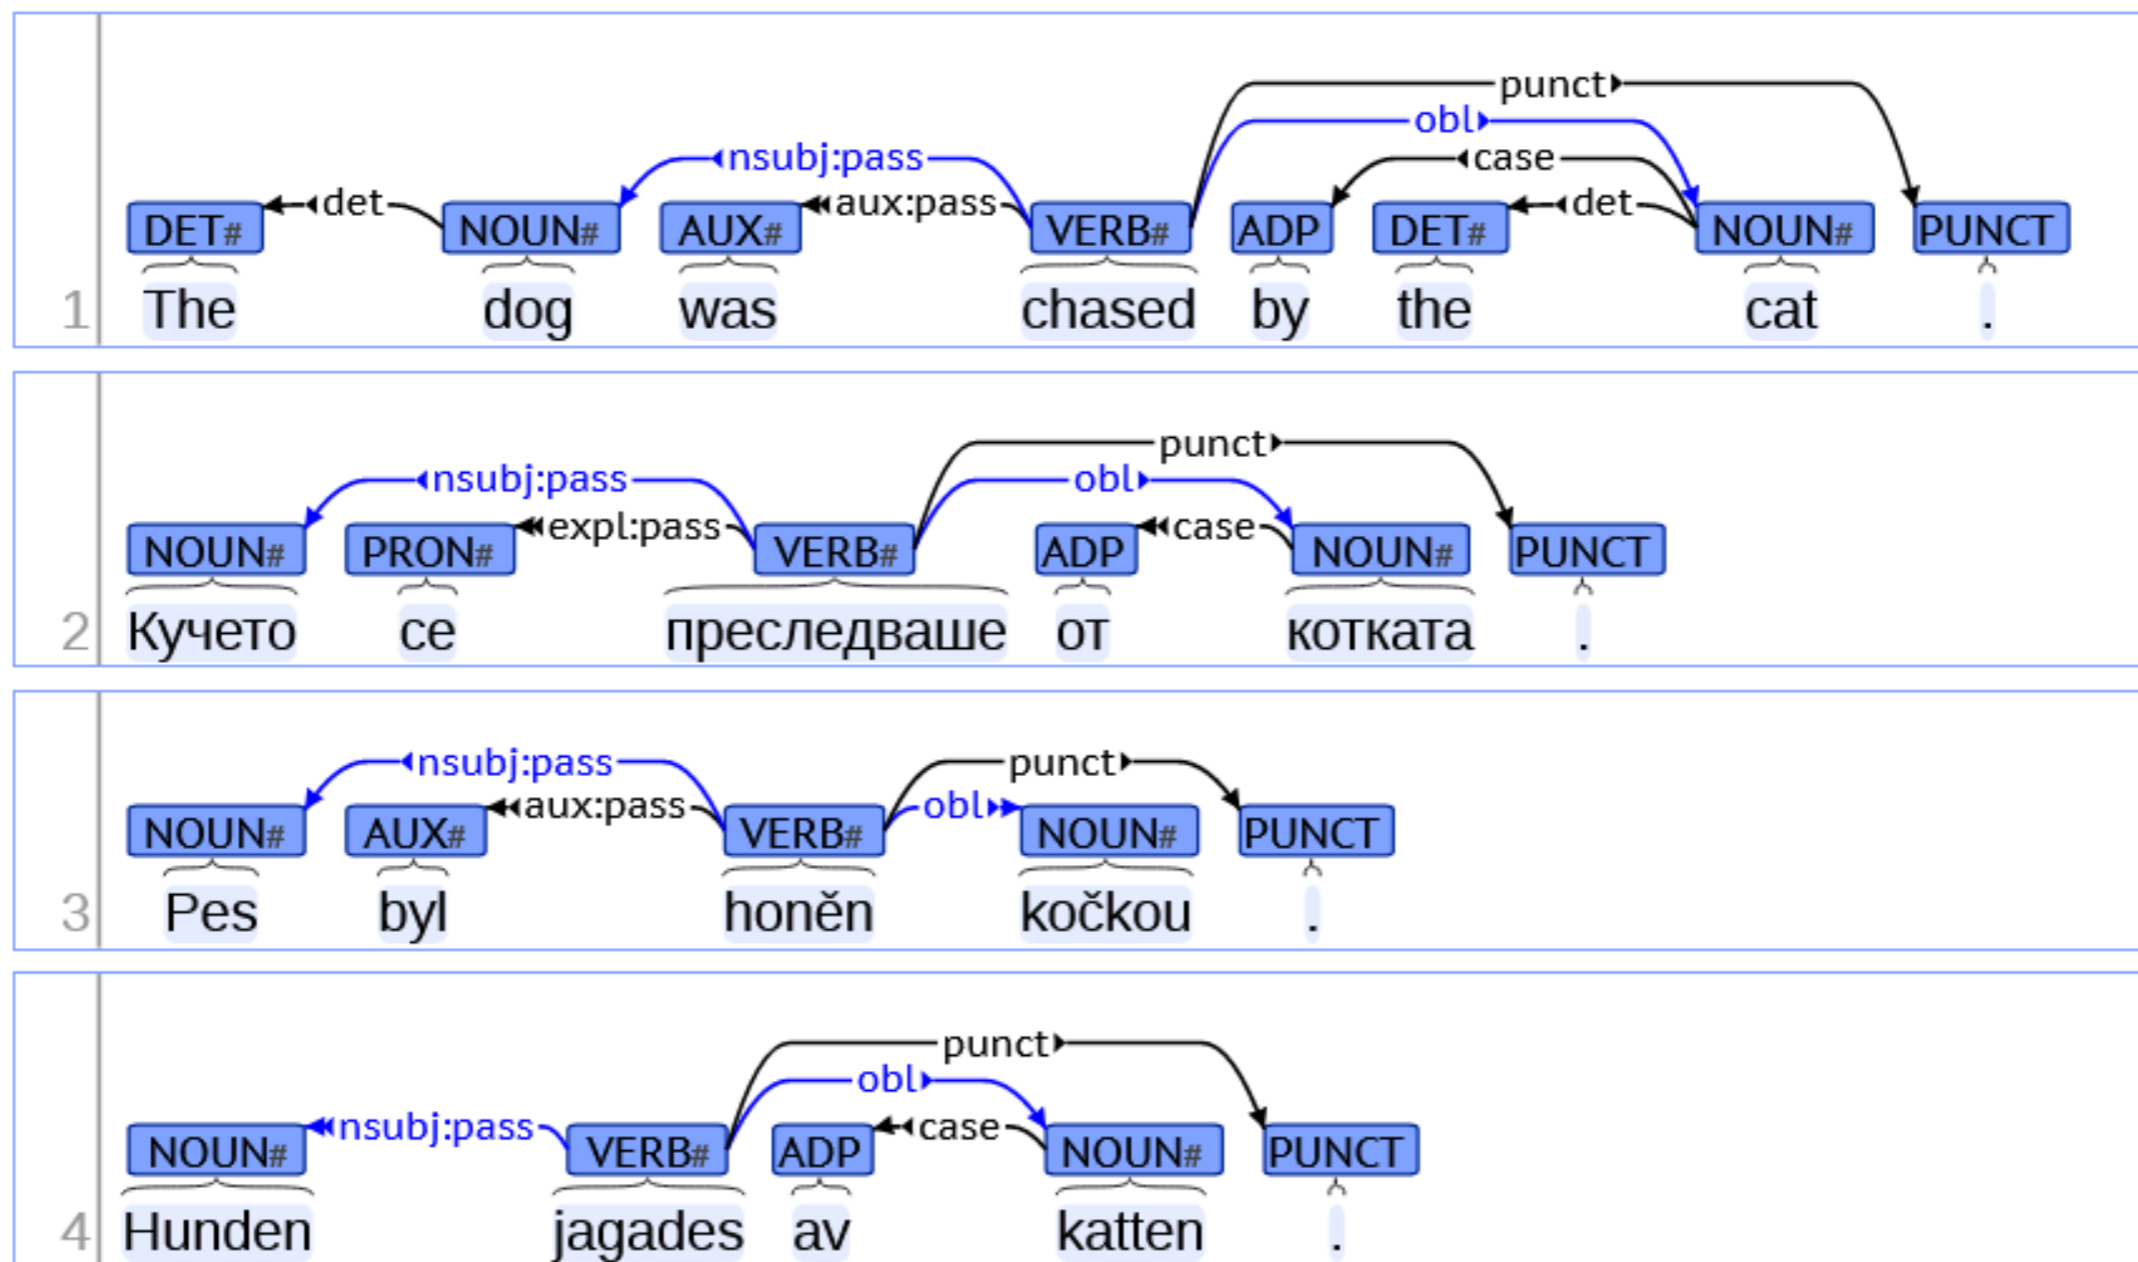 punct
obl
nsubj:pass case
det aux:pass det
DET# NOUN# AUX# VERB# ADP DET# NOUN# PUNCT
1 The dog was chased by the cat .
punct
nsubj:pass obl
expl:pass case
NOUN# PRON# VERB# ADP NOUN# PUNCT
2 Кучето се преследваше от котката .
nsubj:pass punct
aux:pass obl
NOUN# AUX# VERB# NOUN# PUNCT
3 Pes byl honěn kočkou .
punct
obl
nsubj:pass case
NOUN# VERB# ADP NOUN# PUNCT
4 Hunden jagades av katten .